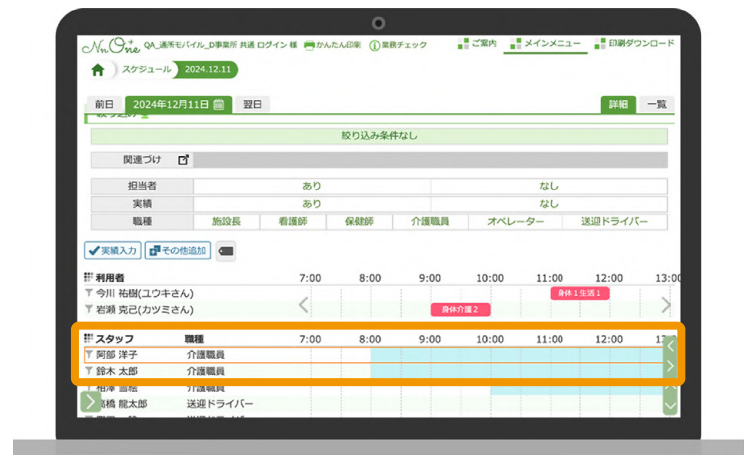 NnOne QA_通所モバイル_D事業所 共通 ログイン 様 かんたん印刷 業務チェック ご案内 メインメニュー 印刷ダウンロード
スケジュール 2024.12.11
前日 2024年12月11日 翌日 詳細 一覧
絞り込み条件なし
関連づけ
担当者 あり なし
実績 あり なし
職種 施設長 看護師 保健師 介護職員 オペレーター 送迎ドライバー
実績入力 その他追加
利用者 7:00 8:00 9:00 10:00 11:00 12:00 13:00
今川 祐樹(ユウキさん) 身体1生活1
岩瀬 克己(カツミさん) 身体介護2
スタッフ 職種 7:00 8:00 9:00 10:00 11:00 12:00
阿部 洋子 介護職員
鈴木 太郎 介護職員
介護職員
高橋 龍太郎 送迎ドライバー